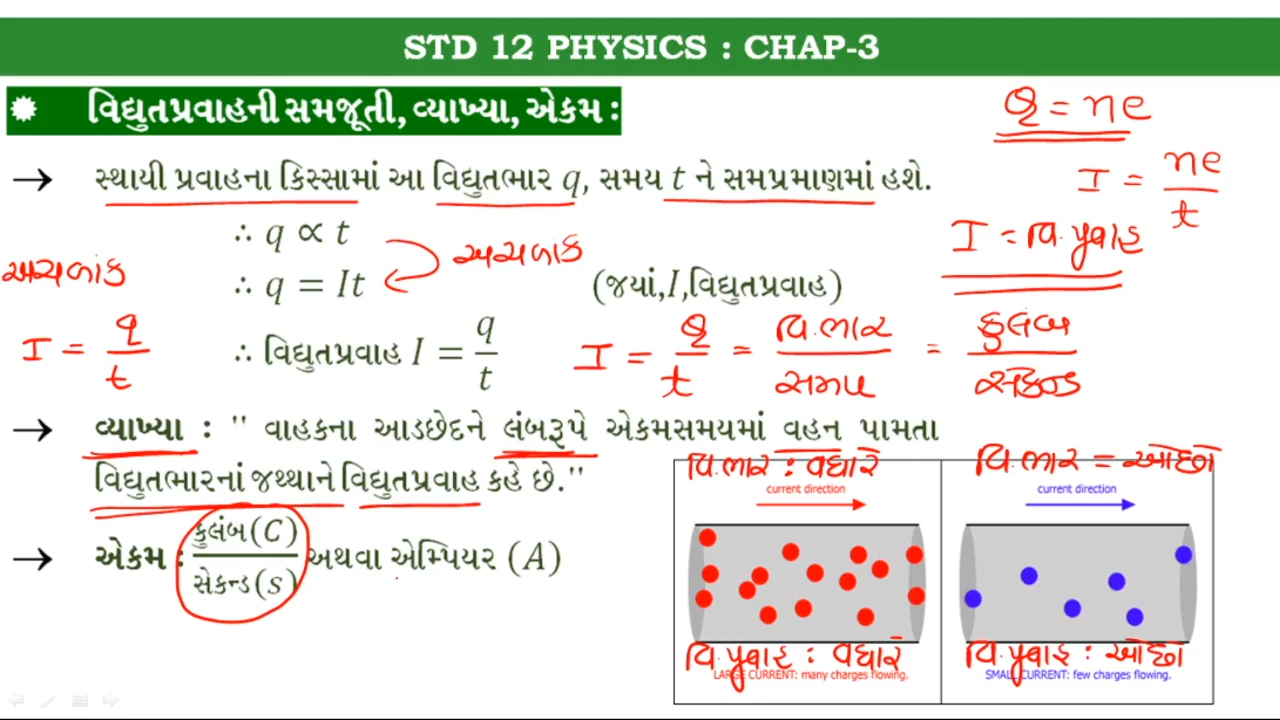 STD 12 PHYSICS : CHAP-3
વિદ્યુતપ્રવાહની સમજૂતી, વ્યાખ્યા, એકમ :
Q = ne
→ સ્થાયી પ્રવાહના કિસ્સામાં આ વિદ્યુતભાર q, સમય t ને સમપ્રમાણમાં હશે.
I = ne / t
∴ q ∝ t
અચળાંક
I = વિ.પ્રવાહ
અચળાંક
∴ q = It
(જયાં,I,વિદ્યુતપ્રવાહ)
I = q / t
∴ વિદ્યુતપ્રવાહ I = q / t
I = Q / t = વિ.ભાર / સમય = કુલંબ / સેકન્ડ
→ વ્યાખ્યા : " વાહકના આડછેદને લંબરૂપે એકમસમયમાં વહન પામતા
વિદ્યુતભારનાં જથ્થાને વિદ્યુતપ્રવાહ કહે છે."
→ એકમ : કુલંબ(C) / સેકન્ડ(s) અથવા એમ્પિયર (A)
વિ.ભાર : વધારે
current direction
વિ.પ્રવાહ : વધારે
LARGE CURRENT: many charges flowing.
વિ.ભાર = ઓછો
current direction
વિ.પ્રવાહ : ઓછો
SMALL CURRENT: few charges flowing.